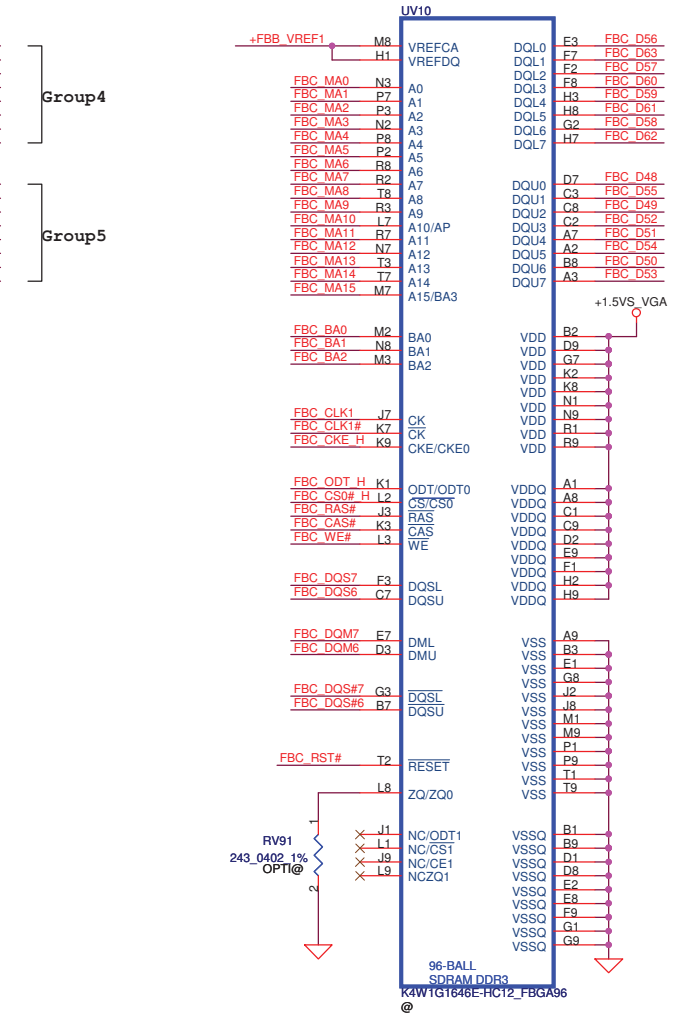 UV10
Group4
Group5
+FBB_VREF1 M8 VREFCA
H1 VREFDQ
FBC_MA0 N3 A0
FBC_MA1 P7 A1
FBC_MA2 P3 A2
FBC_MA3 N2 A3
FBC_MA4 P8 A4
FBC_MA5 P2 A5
FBC_MA6 R8 A6
FBC_MA7 R2 A7
FBC_MA8 T8 A8
FBC_MA9 R3 A9
FBC_MA10 L7 A10/AP
FBC_MA11 R7 A11
FBC_MA12 N7 A12
FBC_MA13 T3 A13
FBC_MA14 T7 A14
FBC_MA15 M7 A15/BA3
FBC_BA0 M2 BA0
FBC_BA1 N8 BA1
FBC_BA2 M3 BA2
FBC_CLK1 J7 CK
FBC_CLK1# K7 CK
FBC_CKE_H K9 CKE/CKE0
FBC_ODT_H K1 ODT/ODT0
FBC_CS0#_H L2 CS/CS0
FBC_RAS# J3 RAS
FBC_CAS# K3 CAS
FBC_WE# L3 WE
FBC_DQS7 F3 DQSL
FBC_DQS6 C7 DQSU
FBC_DQM7 E7 DML
FBC_DQM6 D3 DMU
FBC_DQS#7 G3 DQSL
FBC_DQS#6 B7 DQSU
FBC_RST# T2 RESET
L8 ZQ/ZQ0
1
RV91
243_0402_1%
OPTI@
2
J1 NC/ODT1
L1 NC/CS1
J9 NC/CE1
L9 NCZQ1
DQL0 E3 FBC_D56
DQL1 F7 FBC_D63
DQL2 F2 FBC_D57
DQL3 F8 FBC_D60
DQL4 H3 FBC_D59
DQL5 H8 FBC_D61
DQL6 G2 FBC_D58
DQL7 H7 FBC_D62
DQU0 D7 FBC_D48
DQU1 C3 FBC_D55
DQU2 C8 FBC_D49
DQU3 C2 FBC_D52
DQU4 A7 FBC_D51
DQU5 A2 FBC_D54
DQU6 B8 FBC_D50
DQU7 A3 FBC_D53
+1.5VS_VGA
VDD B2
VDD D9
VDD G7
VDD K2
VDD K8
VDD N1
VDD N9
VDD R1
VDD R9
VDDQ A1
VDDQ A8
VDDQ C1
VDDQ C9
VDDQ D2
VDDQ E9
VDDQ F1
VDDQ H2
VDDQ H9
VSS A9
VSS B3
VSS E1
VSS G8
VSS J2
VSS J8
VSS M1
VSS M9
VSS P1
VSS P9
VSS T1
VSS T9
VSSQ B1
VSSQ B9
VSSQ D1
VSSQ D8
VSSQ E2
VSSQ E8
VSSQ F9
VSSQ G1
VSSQ G9
96-BALL
SDRAM DDR3
K4W1G1646E-HC12_FBGA96
@